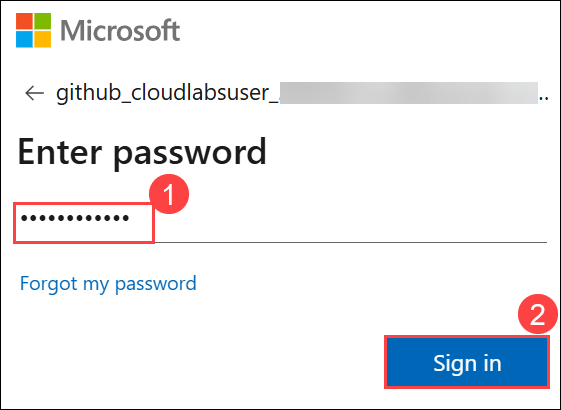 Microsoft
← github_cloudlabsuser_ ..
Enter password
1
••••••••••••
Forgot my password
2
Sign in